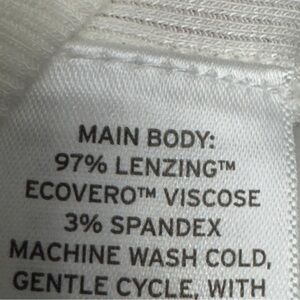 MAIN BODY:
97% LENZING™
ECOVERO™ VISCOSE
3% SPANDEX
MACHINE WASH COLD,
GENTLE CYCLE, WITH